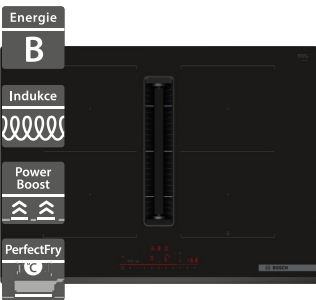 Energie
B
Indukce
Power
Boost
PerfectFry
°C
BOSCH